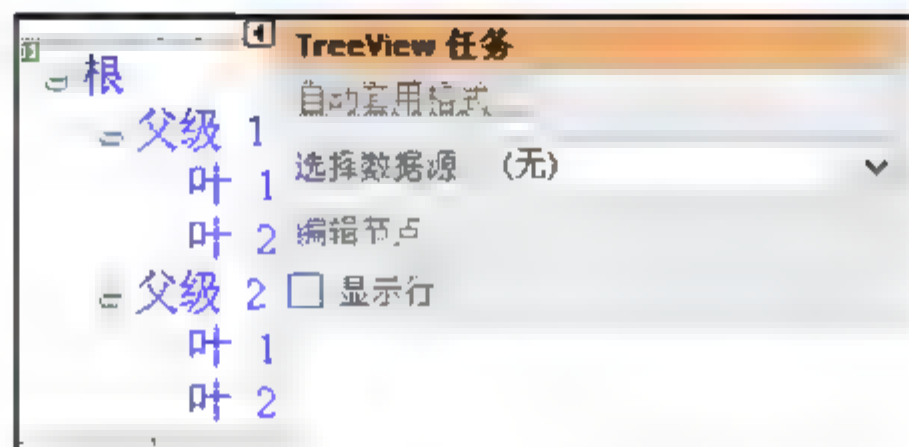 TreeView 任务
根
自动套用格式...
父级 1
选择数据源 (无)
叶 1
叶 2
编辑节点...
父级 2
显示行
叶 1
叶 2